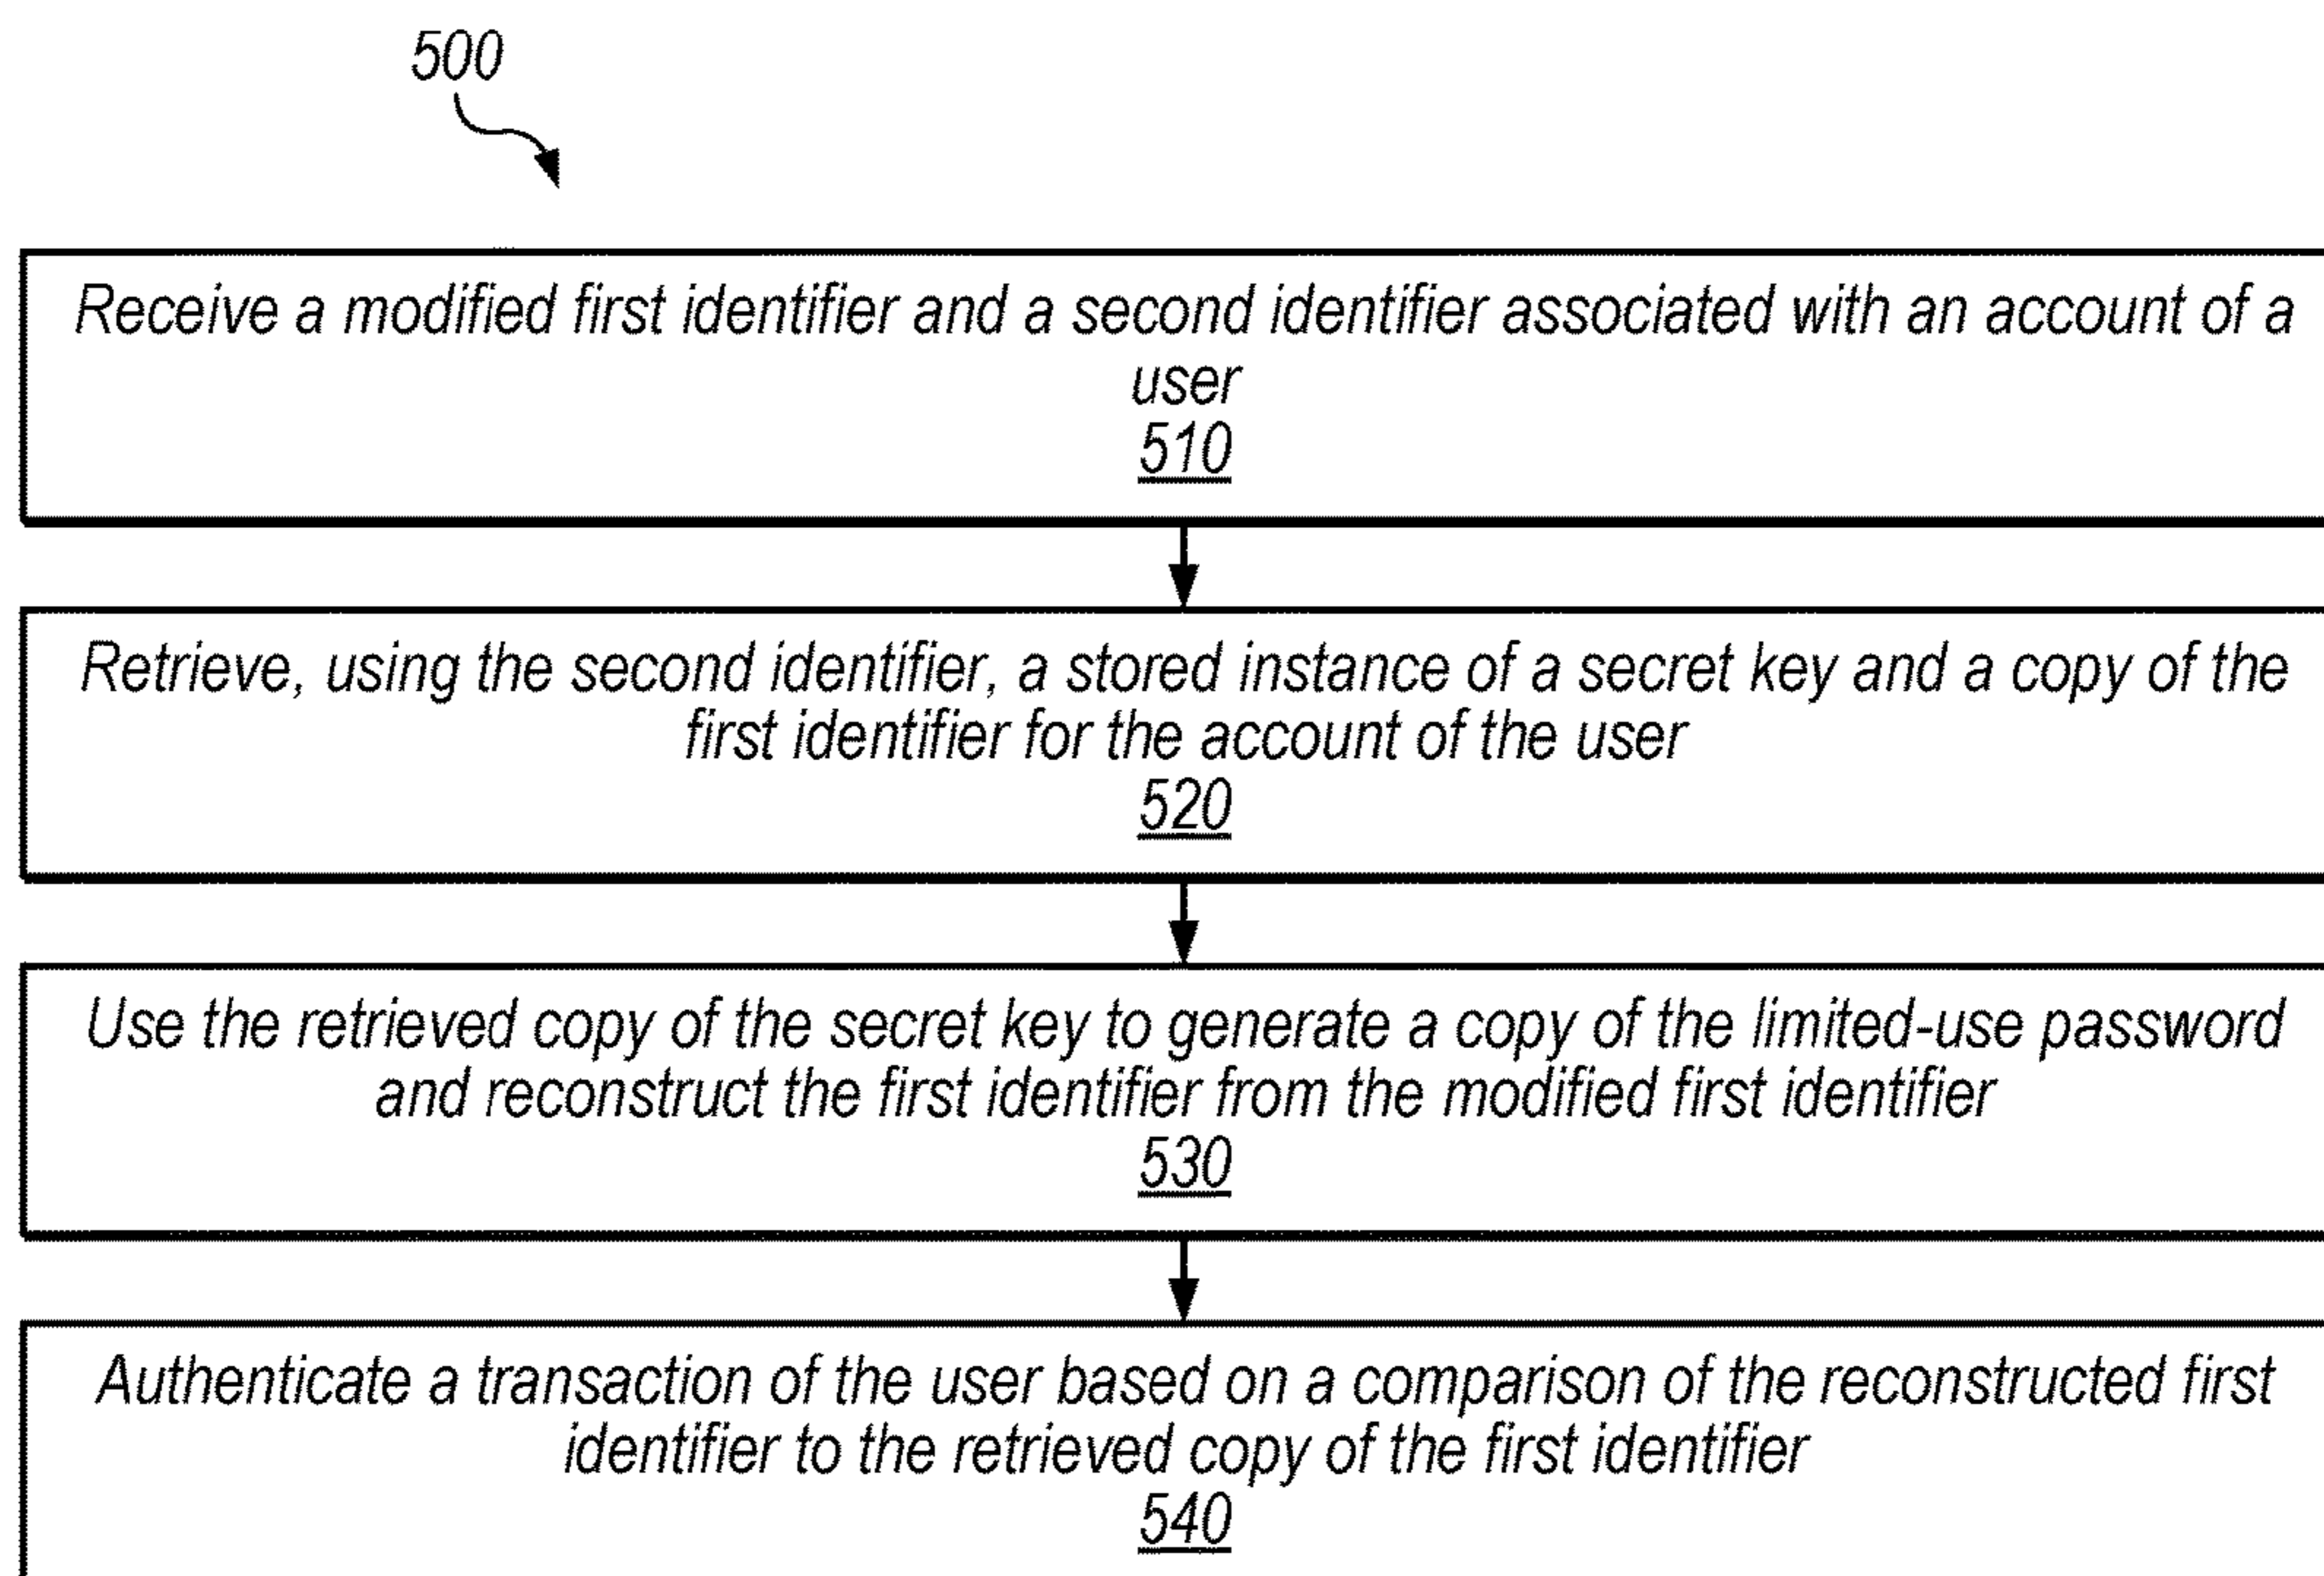 500
Receive a modified first identifier and a second identifier associated with an account of a
user
510
Retrieve, using the second identifier, a stored instance of a secret key and a copy of the
first identifier for the account of the user
520
Use the retrieved copy of the secret key to generate a copy of the limited-use password
and reconstruct the first identifier from the modified first identifier
530
Authenticate a transaction of the user based on a comparison of the reconstructed first
identifier to the retrieved copy of the first identifier
540